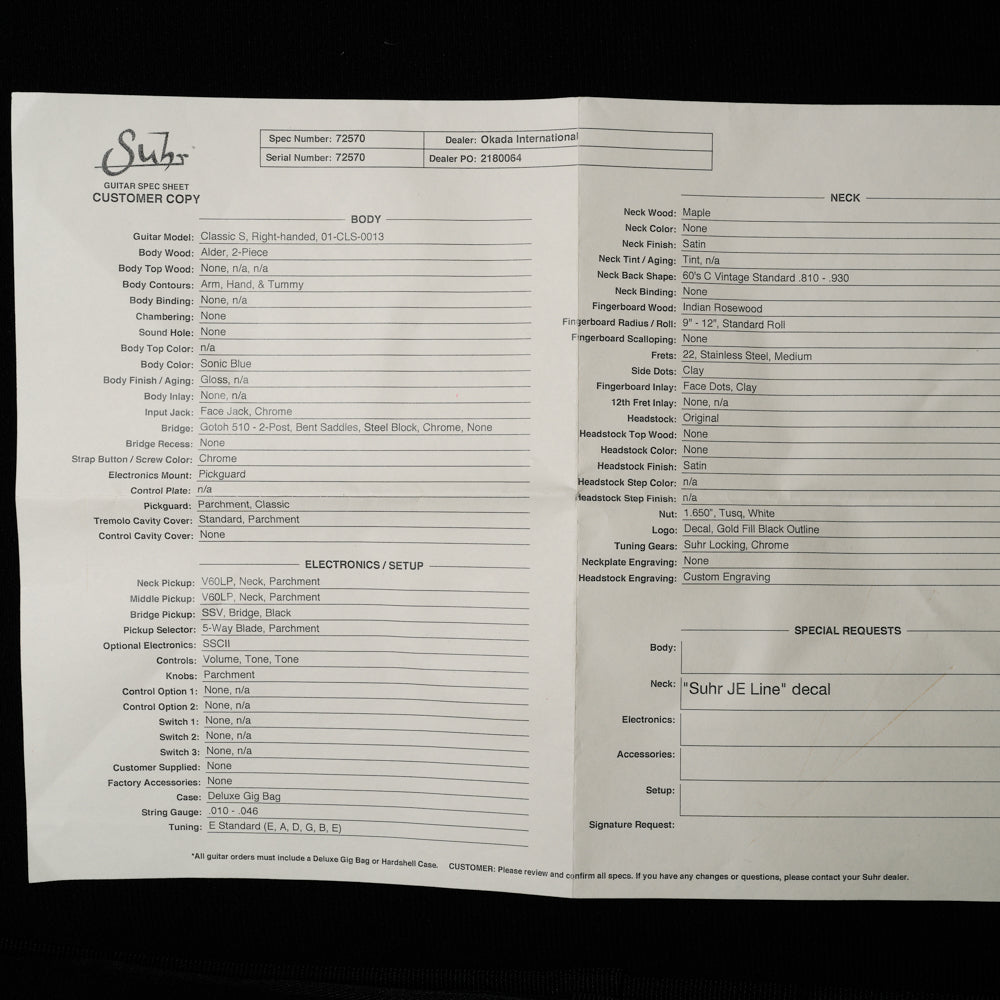 Suhr
GUITAR SPEC SHEET
CUSTOMER COPY
Spec Number: 72570
Dealer: Okada International
Serial Number: 72570
Dealer PO: 2180064
BODY
Guitar Model: Classic S, Right-handed, 01-CLS-0013
Body Wood: Alder, 2-Piece
Body Top Wood: None, n/a, n/a
Body Contours: Arm, Hand, & Tummy
Body Binding: None, n/a
Chambering: None
Sound Hole: None
Body Top Color: n/a
Body Color: Sonic Blue
Body Finish / Aging: Gloss, n/a
Body Inlay: None, n/a
Input Jack: Face Jack, Chrome
Bridge: Gotoh 510 - 2-Post, Bent Saddles, Steel Block, Chrome, None
Bridge Recess: None
Strap Button / Screw Color: Chrome
Electronics Mount: Pickguard
Control Plate: n/a
Pickguard: Parchment, Classic
Tremolo Cavity Cover: Standard, Parchment
Control Cavity Cover: None
ELECTRONICS / SETUP
Neck Pickup: V60LP, Neck, Parchment
Middle Pickup: V60LP, Neck, Parchment
Bridge Pickup: SSV, Bridge, Black
Pickup Selector: 5-Way Blade, Parchment
Optional Electronics: SSCII
Controls: Volume, Tone, Tone
Knobs: Parchment
Control Option 1: None, n/a
Control Option 2: None, n/a
Switch 1: None, n/a
Switch 2: None, n/a
Switch 3: None, n/a
Customer Supplied: None
Factory Accessories: None
Case: Deluxe Gig Bag
String Gauge: .010 - .046
Tuning: E Standard (E, A, D, G, B, E)
NECK
Neck Wood: Maple
Neck Color: None
Neck Finish: Satin
Neck Tint / Aging: Tint, n/a
Neck Back Shape: 60's C Vintage Standard .810 - .930
Neck Binding: None
Fingerboard Wood: Indian Rosewood
Fingerboard Radius / Roll: 9" - 12", Standard Roll
Fingerboard Scalloping: None
Frets: 22, Stainless Steel, Medium
Side Dots: Clay
Fingerboard Inlay: Face Dots, Clay
12th Fret Inlay: None, n/a
Headstock: Original
Headstock Top Wood: None
Headstock Color: None
Headstock Finish: Satin
Headstock Step Color: n/a
Headstock Step Finish: n/a
Nut: 1.650", Tusq, White
Logo: Decal, Gold Fill Black Outline
Tuning Gears: Suhr Locking, Chrome
Neckplate Engraving: None
Headstock Engraving: Custom Engraving
SPECIAL REQUESTS
Body:
Neck: "Suhr JE Line" decal
Electronics:
Accessories:
Setup:
Signature Request:
*All guitar orders must include a Deluxe Gig Bag or Hardshell Case. CUSTOMER: Please review and confirm all specs. If you have any changes or questions, please contact your Suhr dealer.